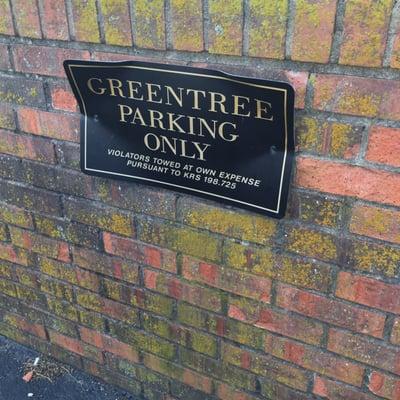 GREENTREE
PARKING
ONLY
VIOLATORS TOWED AT OWN EXPENSE
PURSUANT TO KRS 198.725